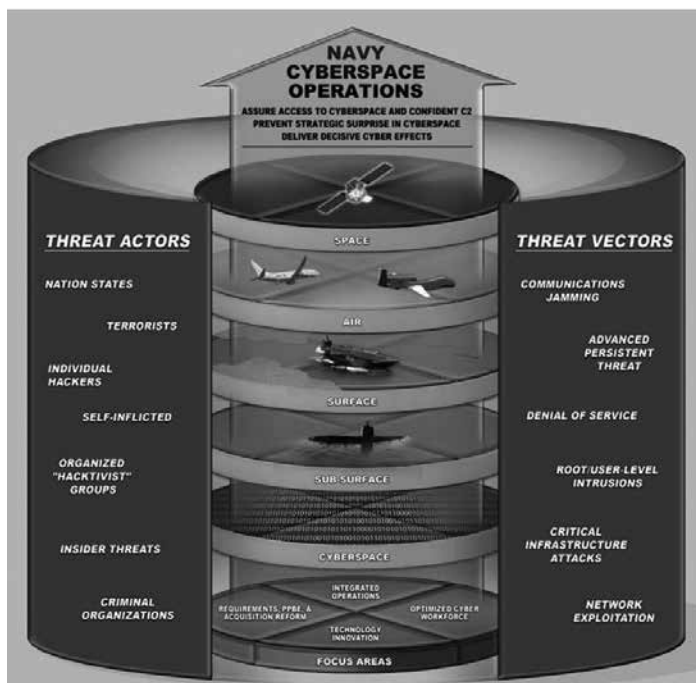 NAVY
CYBERSPACE
OPERATIONS
ASSURE ACCESS TO CYBERSPACE AND CONFIDENT C2
PREVENT STRATEGIC SURPRISE IN CYBERSPACE
DELIVER DECISIVE CYBER EFFECTS
THREAT ACTORS
NATION STATES
TERRORISTS
INDIVIDUAL
HACKERS
SELF-INFLICTED
ORGANIZED
"HACKTIVIST"
GROUPS
INSIDER THREATS
CRIMINAL
ORGANIZATIONS
SPACE
AIR
SURFACE
SUB SURFACE
CYBERSPACE
INTEGRATED
OPERATIONS
REQUIREMENTS, PPBE, &
ACQUISITION REFORM
OPTIMIZED CYBER
WORKFORCE
TECHNOLOGY
INNOVATION
FOCUS AREAS
THREAT VECTORS
COMMUNICATIONS
JAMMING
ADVANCED
PERSISTENT
THREAT
DENIAL OF SERVICE
ROOT/USER-LEVEL
INTRUSIONS
CRITICAL
INFRASTRUCTURE
ATTACKS
NETWORK
EXPLOITATION